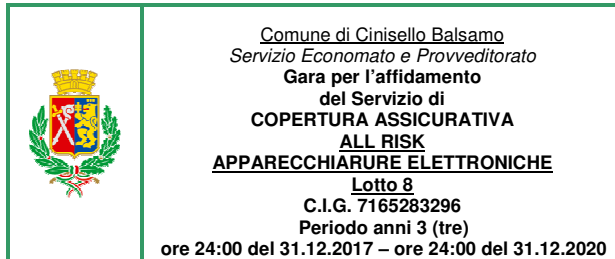 Comune di Cinisello Balsamo
Servizio Economato e Provveditorato
Gara per l'affidamento
del Servizio di
COPERTURA ASSICURATIVA
ALL RISK
APPARECCHIARURE ELETTRONICHE
Lotto 8
C.I.G. 7165283296
Periodo anni 3 (tre)
ore 24:00 del 31.12.2017 – ore 24:00 del 31.12.2020